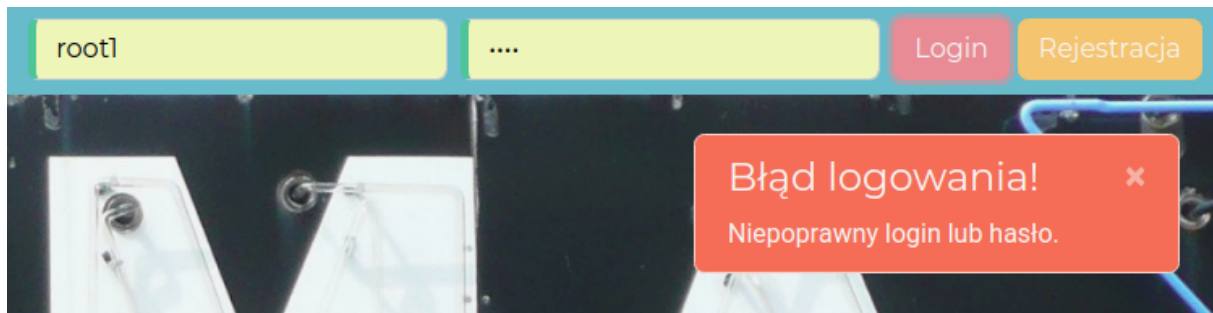 root1
····
Login
Rejestracja
Błąd logowania!
×
Niepoprawny login lub hasło.